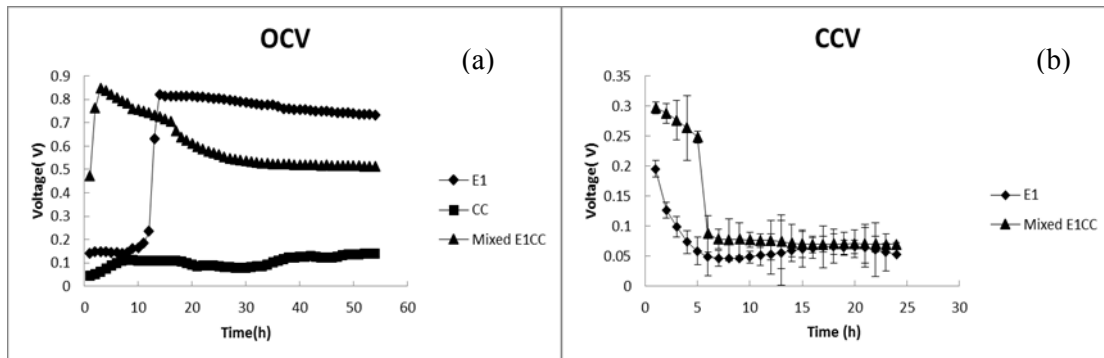 OCV
(a)
Voltage( V)
0.9
0.8
0.7
0.6
0.5
0.4
0.3
0.2
0.1
0
0 10 20 30 40 50 60
Time(h)
E1
CC
Mixed E1CC
CCV
(b)
Voltage( V)
0.35
0.3
0.25
0.2
0.15
0.1
0.05
0
0 5 10 15 20 25 30
Time (h)
E1
Mixed E1CC